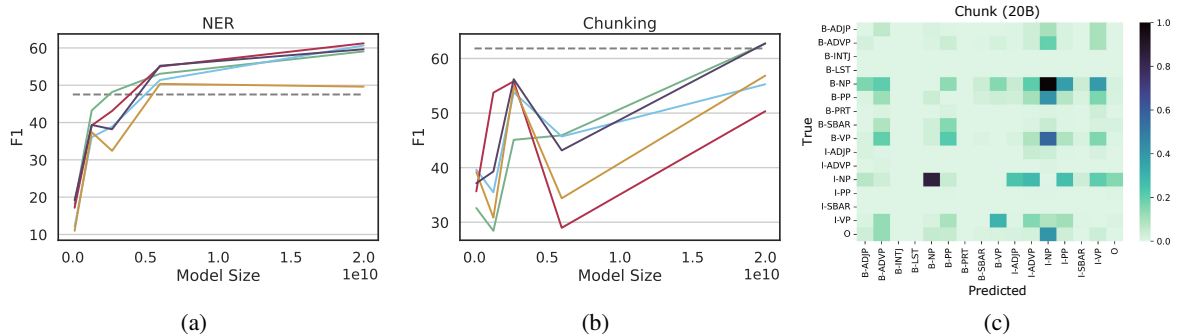 NER
F1
60
50
40
30
20
10
0.0 0.5 1.0 1.5 2.0
1e10
Model Size
(a)
Chunking
F1
60
50
40
30
0.0 0.5 1.0 1.5 2.0
1e10
Model Size
(b)
Chunk (20B)
True
B-ADJP
B-ADVP
B-INTJ
B-LST
B-NP
B-PP
B-PRT
B-SBAR
B-VP
I-ADJP
I-ADVP
I-NP
I-PP
I-SBAR
I-VP
O
B-ADJP B-ADVP B-INTJ B-LST B-NP B-PP B-PRT B-SBAR B-VP I-ADJP I-ADVP I-NP I-PP I-SBAR I-VP O
Predicted
1.0
0.8
0.6
0.4
0.2
0.0
(c)